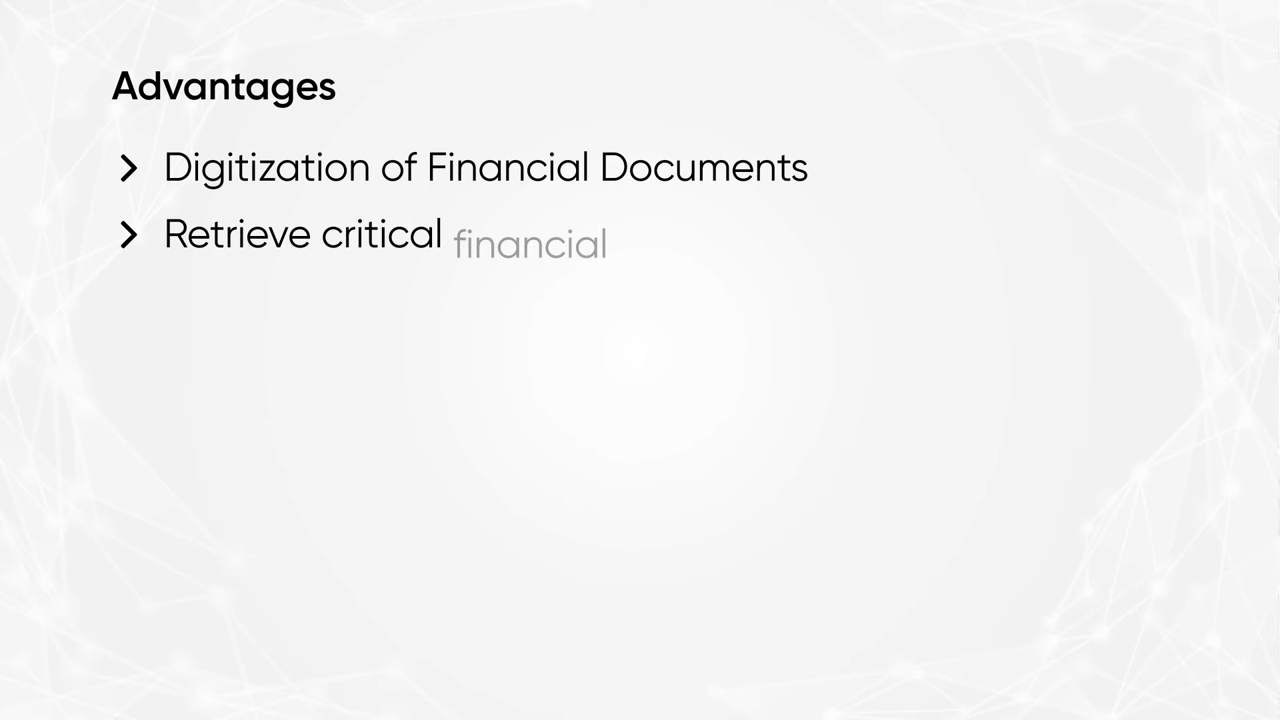 Advantages
Digitization of Financial Documents
Retrieve critical financial